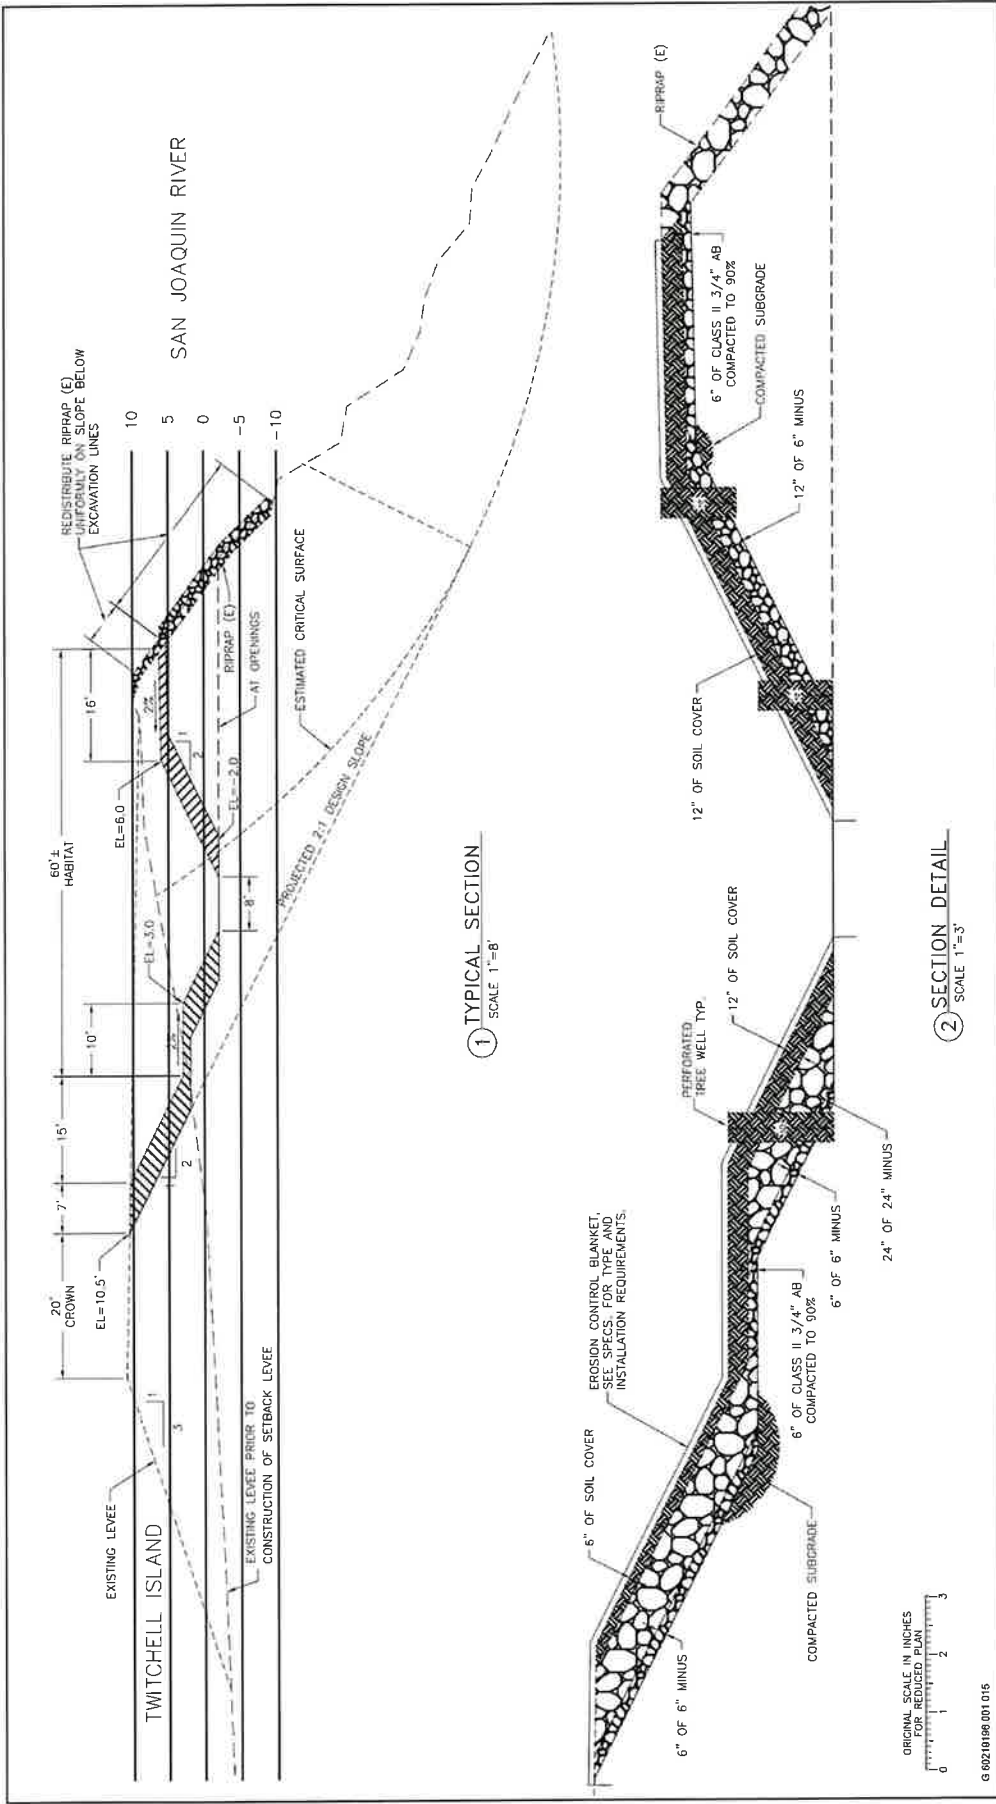 20'
CROWN
7'
15'
10'
60'±
HABITAT
16'
REDISTRIBUTE RIPRAP (E)
UNIFORMLY ON SLOPE BELOW
EXCAVATION LINES
EL=10.5'
EL=3.0
EL=6.0
EXISTING LEVEE
1
3
2
2%
1
2
8'
EL=-2.0
RIPRAP (E)
AT OPENINGS
10
5
0
-5
-10
TWITCHELL ISLAND
SAN JOAQUIN RIVER
EXISTING LEVEE PRIOR TO
CONSTRUCTION OF SETBACK LEVEE
ESTIMATED CRITICAL SURFACE
PROJECTED 2:1 DESIGN SLOPE
1 TYPICAL SECTION
SCALE 1"=8'
6" OF SOIL COVER
EROSION CONTROL BLANKET,
SEE SPECS. FOR TYPE AND
INSTALLATION REQUIREMENTS.
PERFORATED
TREE WELL TYP.
12" OF SOIL COVER
12" OF SOIL COVER
RIPRAP (E)
6" OF CLASS II 3/4" AB
COMPACTED TO 90%
COMPACTED SUBGRADE
12" OF 6" MINUS
6" OF 6" MINUS
COMPACTED SUBGRADE
6" OF CLASS II 3/4" AB
COMPACTED TO 90%
6" OF 6" MINUS
24" OF 24" MINUS
2 SECTION DETAIL
SCALE 1"=3'
ORIGINAL SCALE IN INCHES
FOR REDUCED PLAN
0 1 2 3
G 60219196.001 015